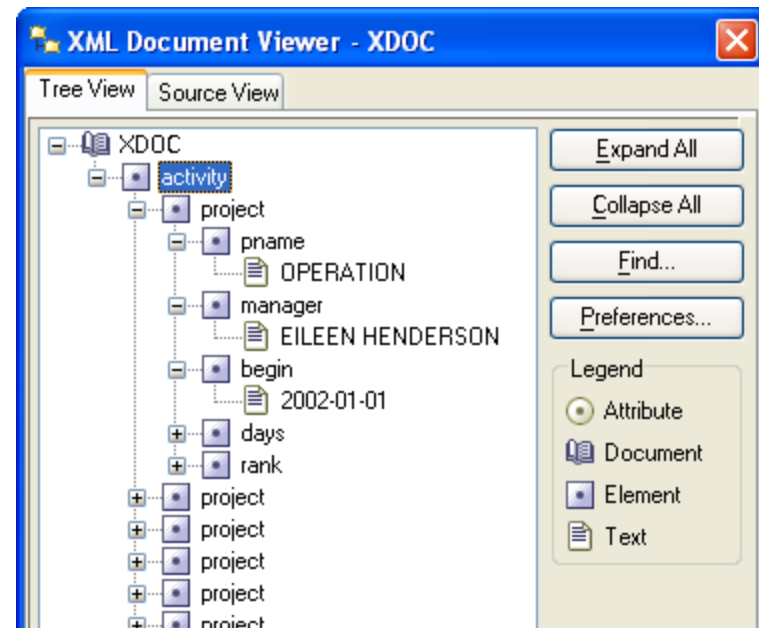 XML Document Viewer - XDOC
Tree View
Source View
XDOC
activity
project
pname
OPERATION
manager
EILEEN HENDERSON
begin
2002-01-01
days
rank
project
project
project
project
project
Expand All
Collapse All
Find...
Preferences...
Legend
Attribute
Document
Element
Text